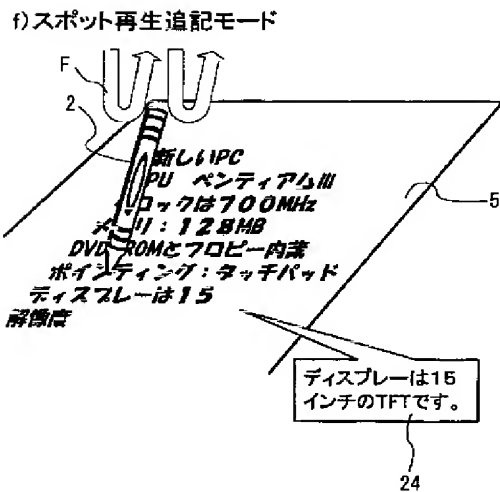 f)スポット再生追記モード
F
2
新しいPC
PU ペンティアムⅢ
ロックは700MHz
メ リ:128MB
DVD ROMとフロピー内蔵
ポインティング:タッチパッド
ディスプレーは15
解像度
5
ディスプレーは15
インチのTFTです。
24